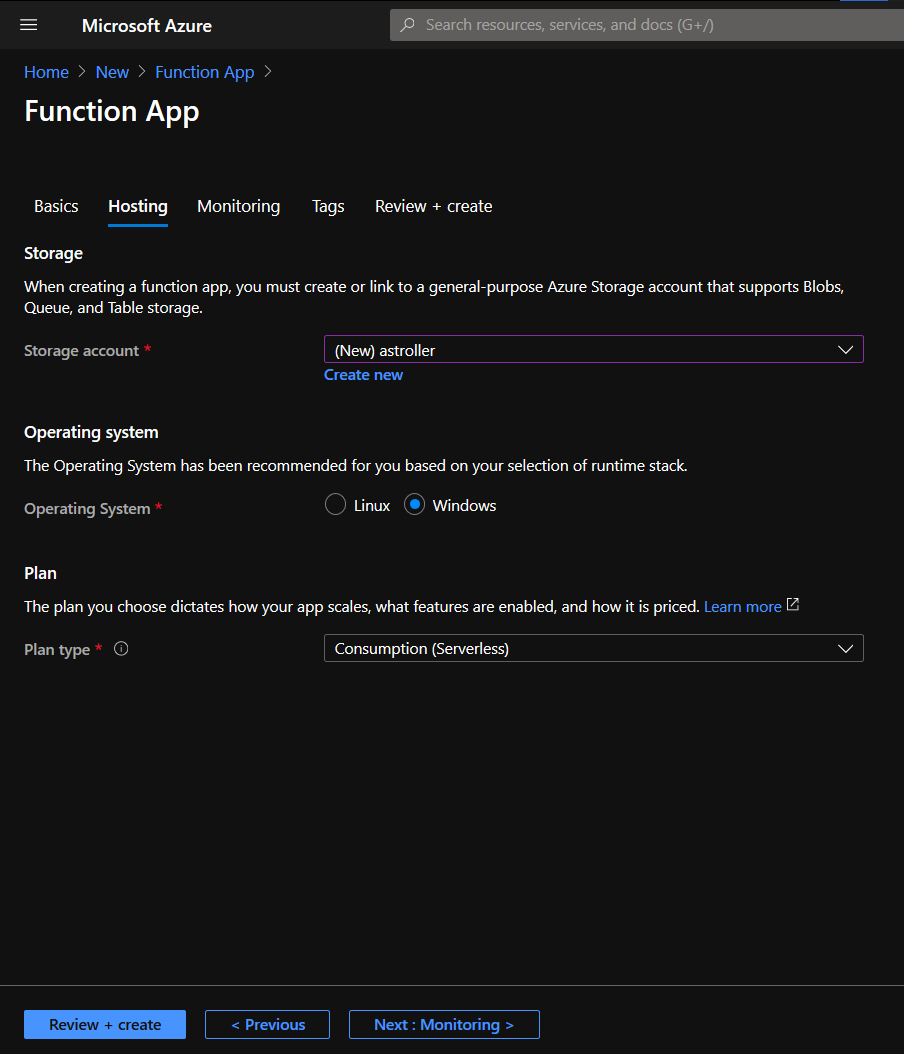 Microsoft Azure
Search resources, services, and docs (G+/)
Home > New > Function App >
Function App
Basics Hosting Monitoring Tags Review + create
Storage
When creating a function app, you must create or link to a general-purpose Azure Storage account that supports Blobs,
Queue, and Table storage.
Storage account *
(New) astroller
Create new
Operating system
The Operating System has been recommended for you based on your selection of runtime stack.
Operating System *
Linux Windows
Plan
The plan you choose dictates how your app scales, what features are enabled, and how it is priced. Learn more
Plan type *
Consumption (Serverless)
Review + create < Previous Next : Monitoring >